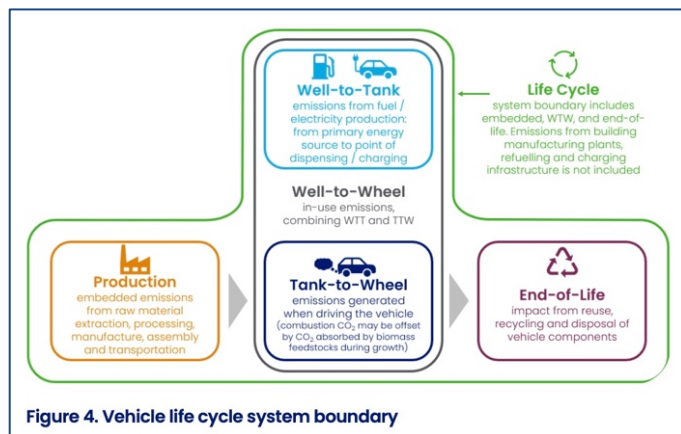 Well-to-Tank
emissions from fuel /
electricity production:
from primary energy
source to point of
dispensing / charging
Life Cycle
system boundary includes
embedded, WTW, and end-of-
life. Emissions from building
manufacturing plants,
refuelling and charging
infrastructure is not included
Well-to-Wheel
in-use emissions,
combining WTT and TTW
Production
embedded emissions
from raw material
extraction, processing,
manufacture, assembly
and transportation
Tank-to-Wheel
emissions generated
when driving the vehicle
(combustion CO₂ may be offset
by CO₂ absorbed by biomass
feedstocks during growth)
End-of-Life
impact from reuse,
recycling and disposal of
vehicle components
Figure 4. Vehicle life cycle system boundary